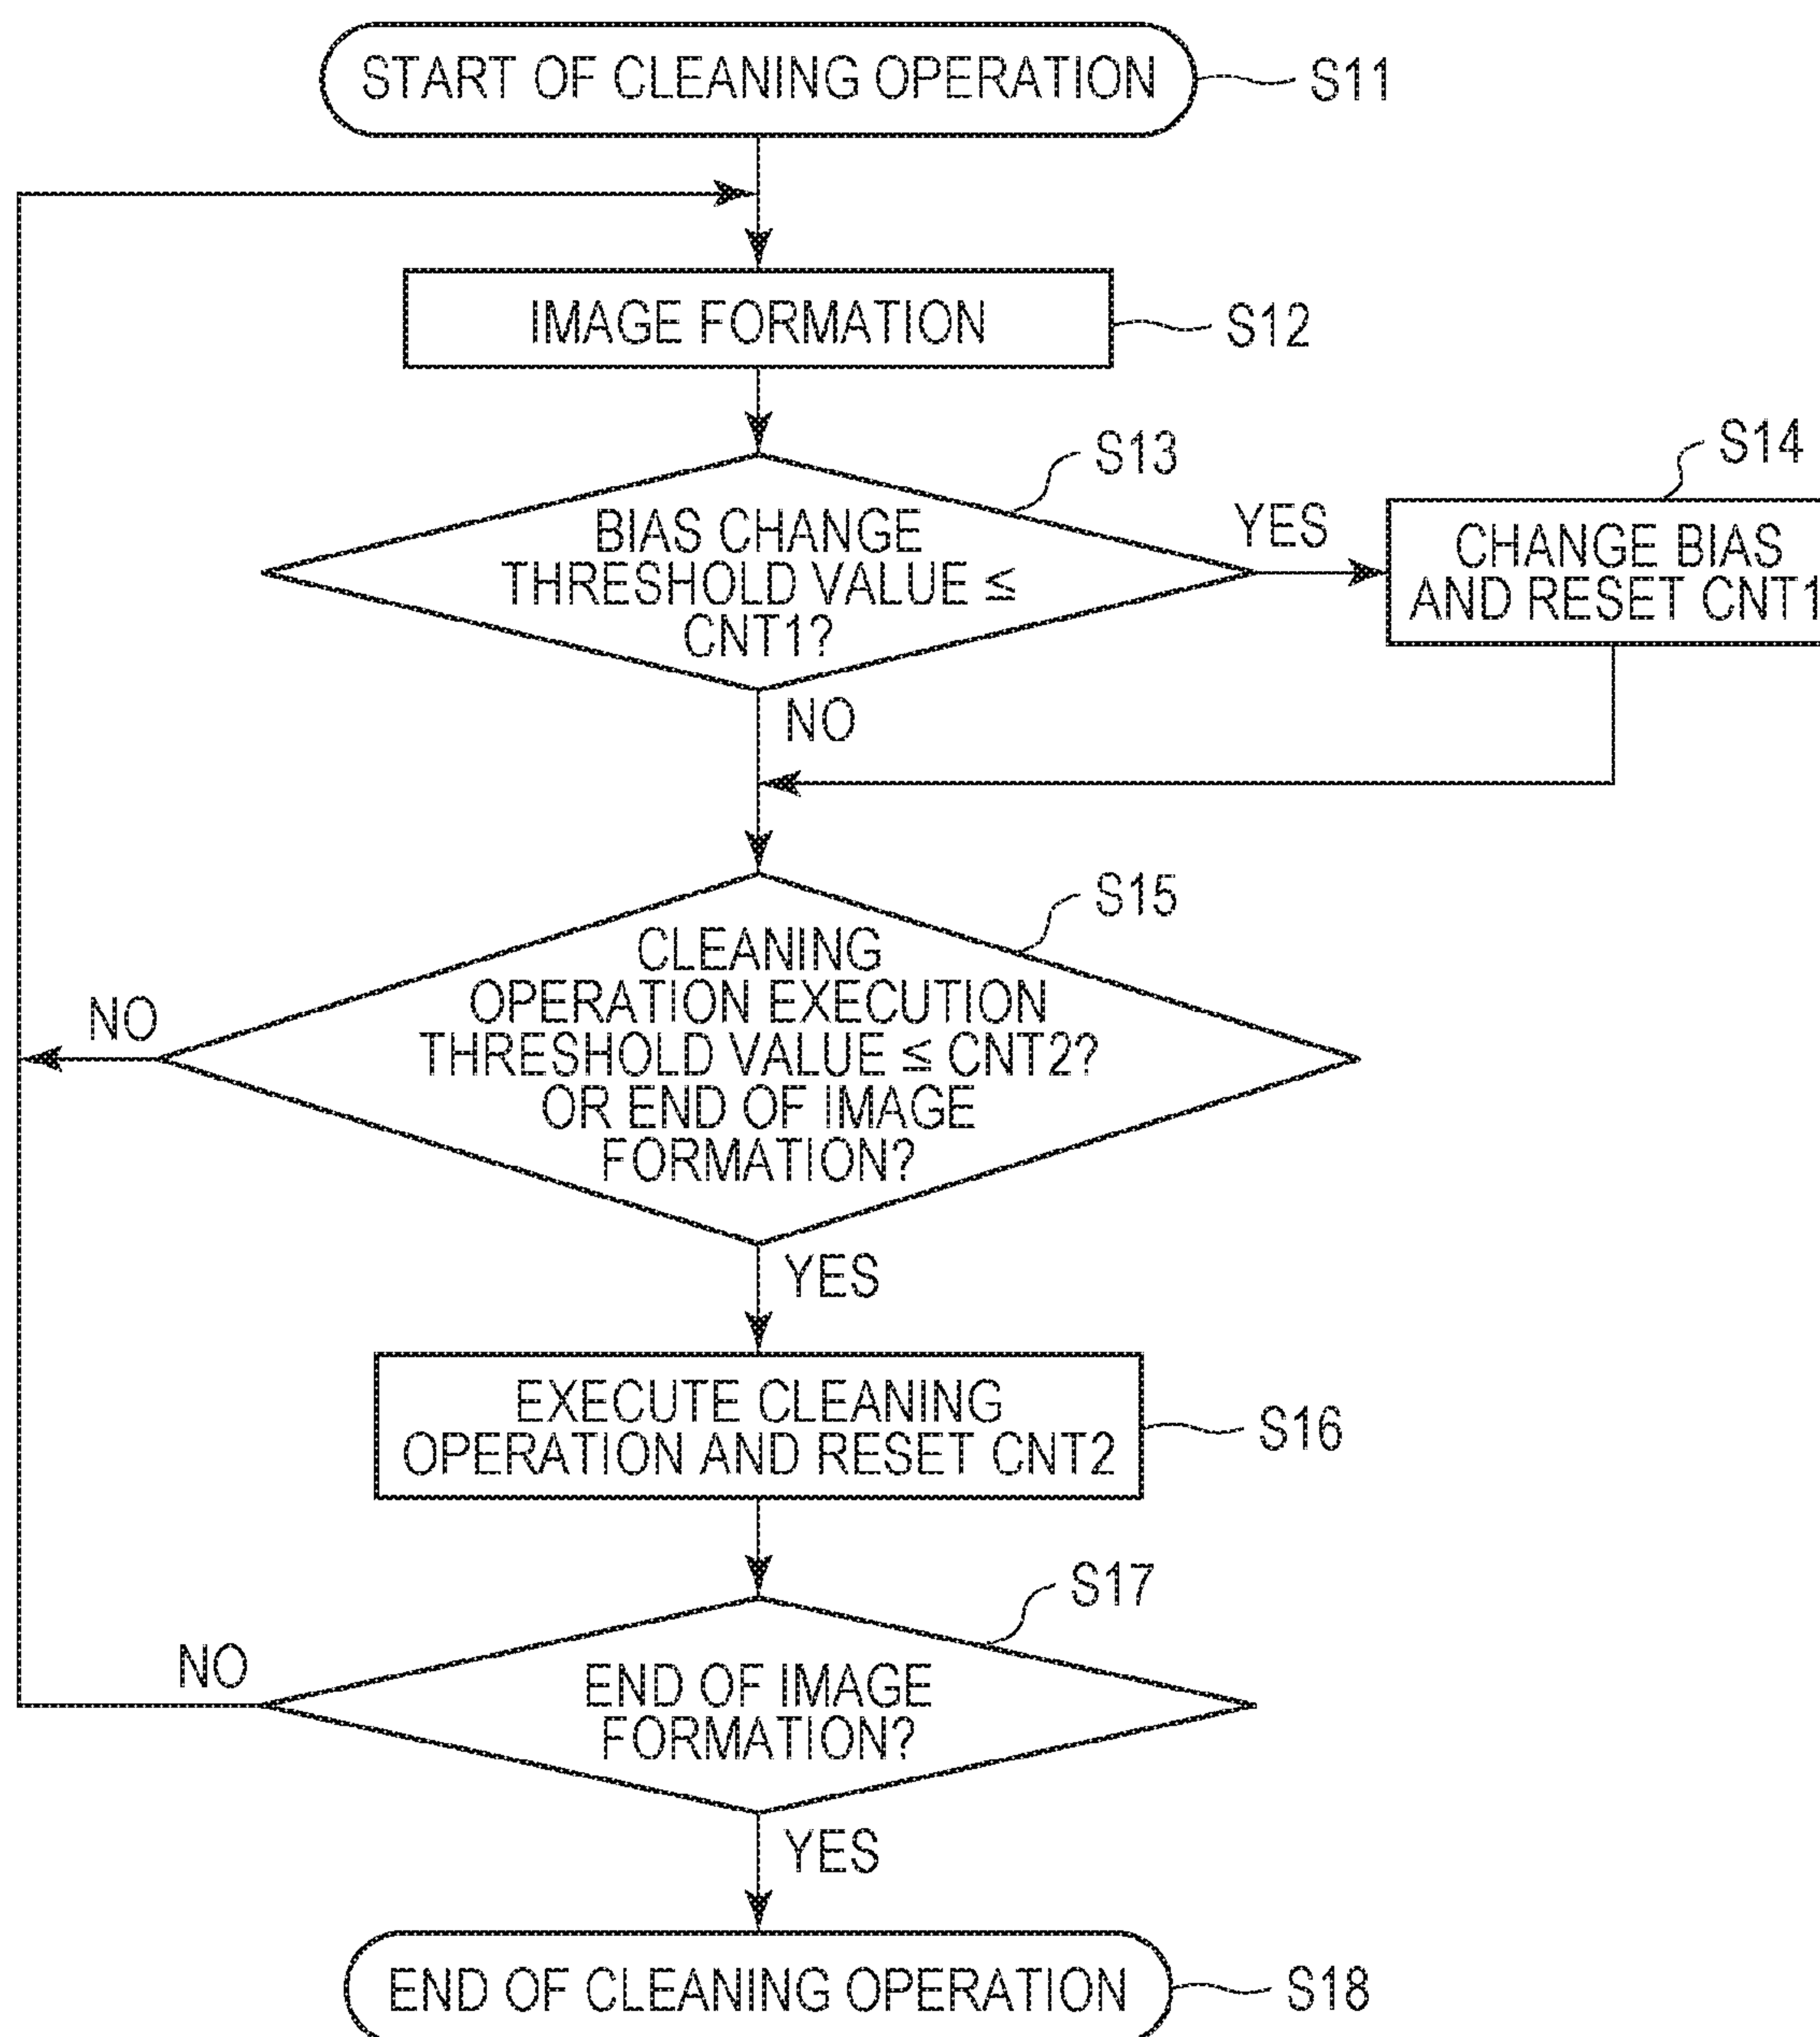 START OF CLEANING OPERATION
S11
IMAGE FORMATION
S12
S13
BIAS CHANGE
THRESHOLD VALUE ≦
CNT1?
YES
S14
CHANGE BIAS
AND RESET CNT1
NO
S15
CLEANING
OPERATION EXECUTION
THRESHOLD VALUE ≦ CNT2?
OR END OF IMAGE
FORMATION?
NO
YES
EXECUTE CLEANING
OPERATION AND RESET CNT2
S16
S17
END OF IMAGE
FORMATION?
NO
YES
END OF CLEANING OPERATION
S18